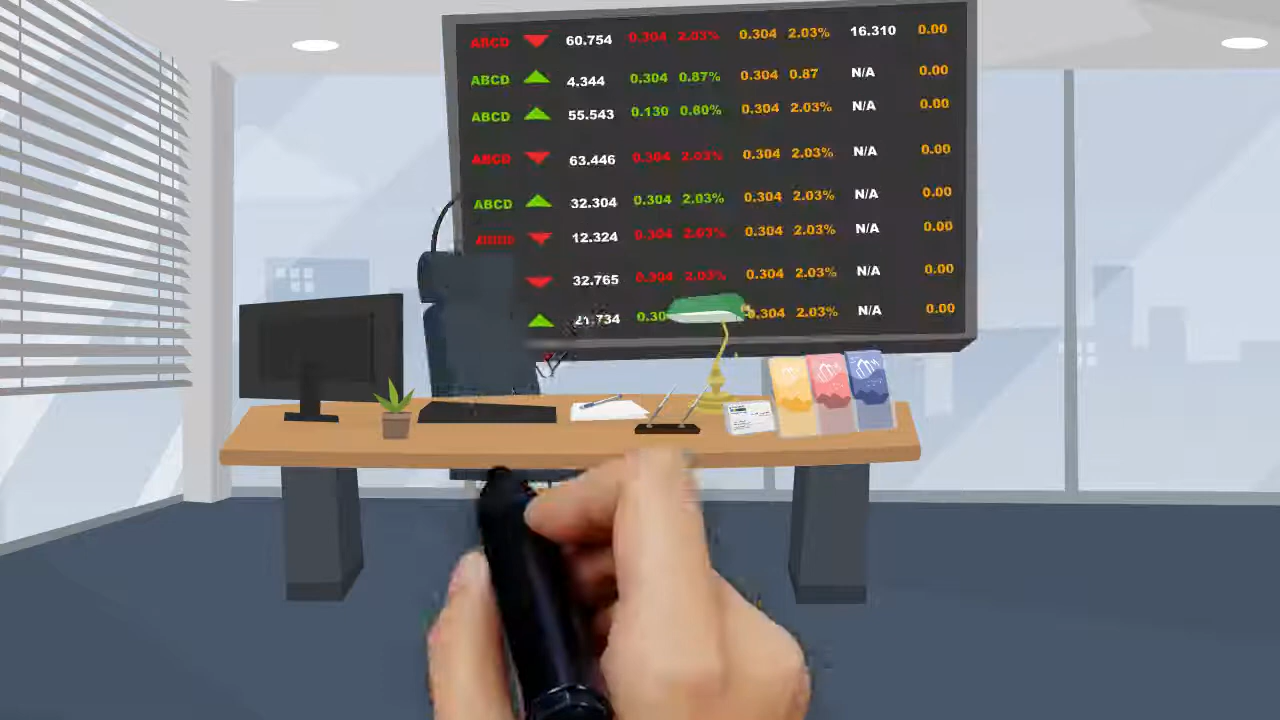 ABCD 60.754 0.304 2.03% 0.304 2.03% 16.310 0.00
ABCD 4.344 0.304 0.87% 0.304 0.87 N/A 0.00
ABCD 55.543 0.130 0.60% 0.304 2.03% N/A 0.00
ABCD 63.446 0.304 2.03% 0.304 2.03% N/A 0.00
ABCD 32.304 0.304 2.03% 0.304 2.03% N/A 0.00
12.324 0.304 2.03% 0.304 2.03% N/A 0.00
32.765 0.304 2.03% 0.304 2.03% N/A 0.00
0.304 2.03% N/A 0.00